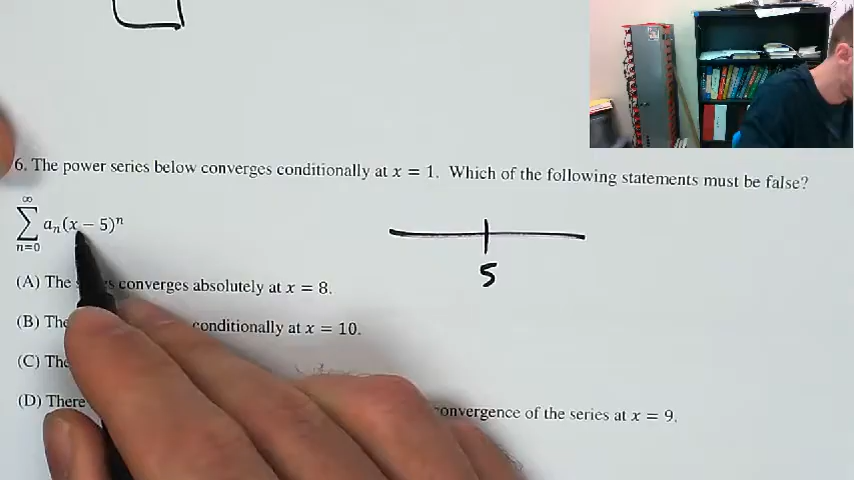 6. The power series below converges conditionally at x = 1. Which of the following statements must be false?
∞
∑ aₙ(x − 5)ⁿ
n=0
5
(A) The converges absolutely at x = 8.
(B) The conditionally at x = 10.
(C) The
(D) There convergence of the series at x = 9.